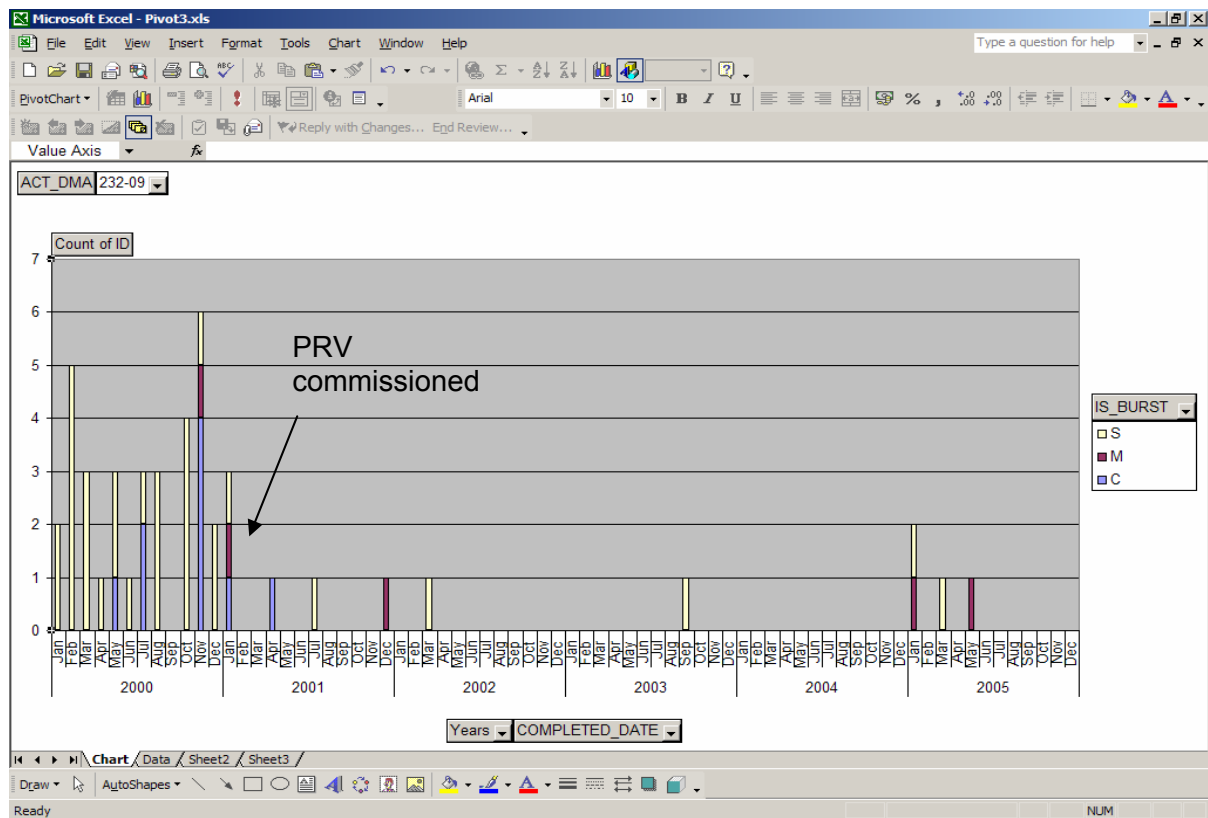 Microsoft Excel - Pivot3.xls
File Edit View Insert Format Tools Chart Window Help Type a question for help
PivotChart Arial 10 B I U % ,
Reply with Changes... End Review...
Value Axis fx
ACT_DMA 232-09
Count of ID
7
6
PRV
5
commissioned
IS_BURST
4
S
M
3
C
2
1
0
Jan Feb Mar Apr May Jun Jul Aug Sep Oct Nov Dec Jan Feb Mar Apr May Jun Jul Aug Sep Oct Nov Dec Jan Feb Mar Apr May Jun Jul Aug Sep Oct Nov Dec Jan Feb Mar Apr May Jun Jul Aug Sep Oct Nov Dec Jan Feb Mar Apr May Jun Jul Aug Sep Oct Nov Dec Jan Feb Mar Apr May Jun Jul Aug Sep Oct Nov Dec
2000 2001 2002 2003 2004 2005
Years COMPLETED_DATE
Chart Data Sheet2 Sheet3
Draw AutoShapes
Ready NUM